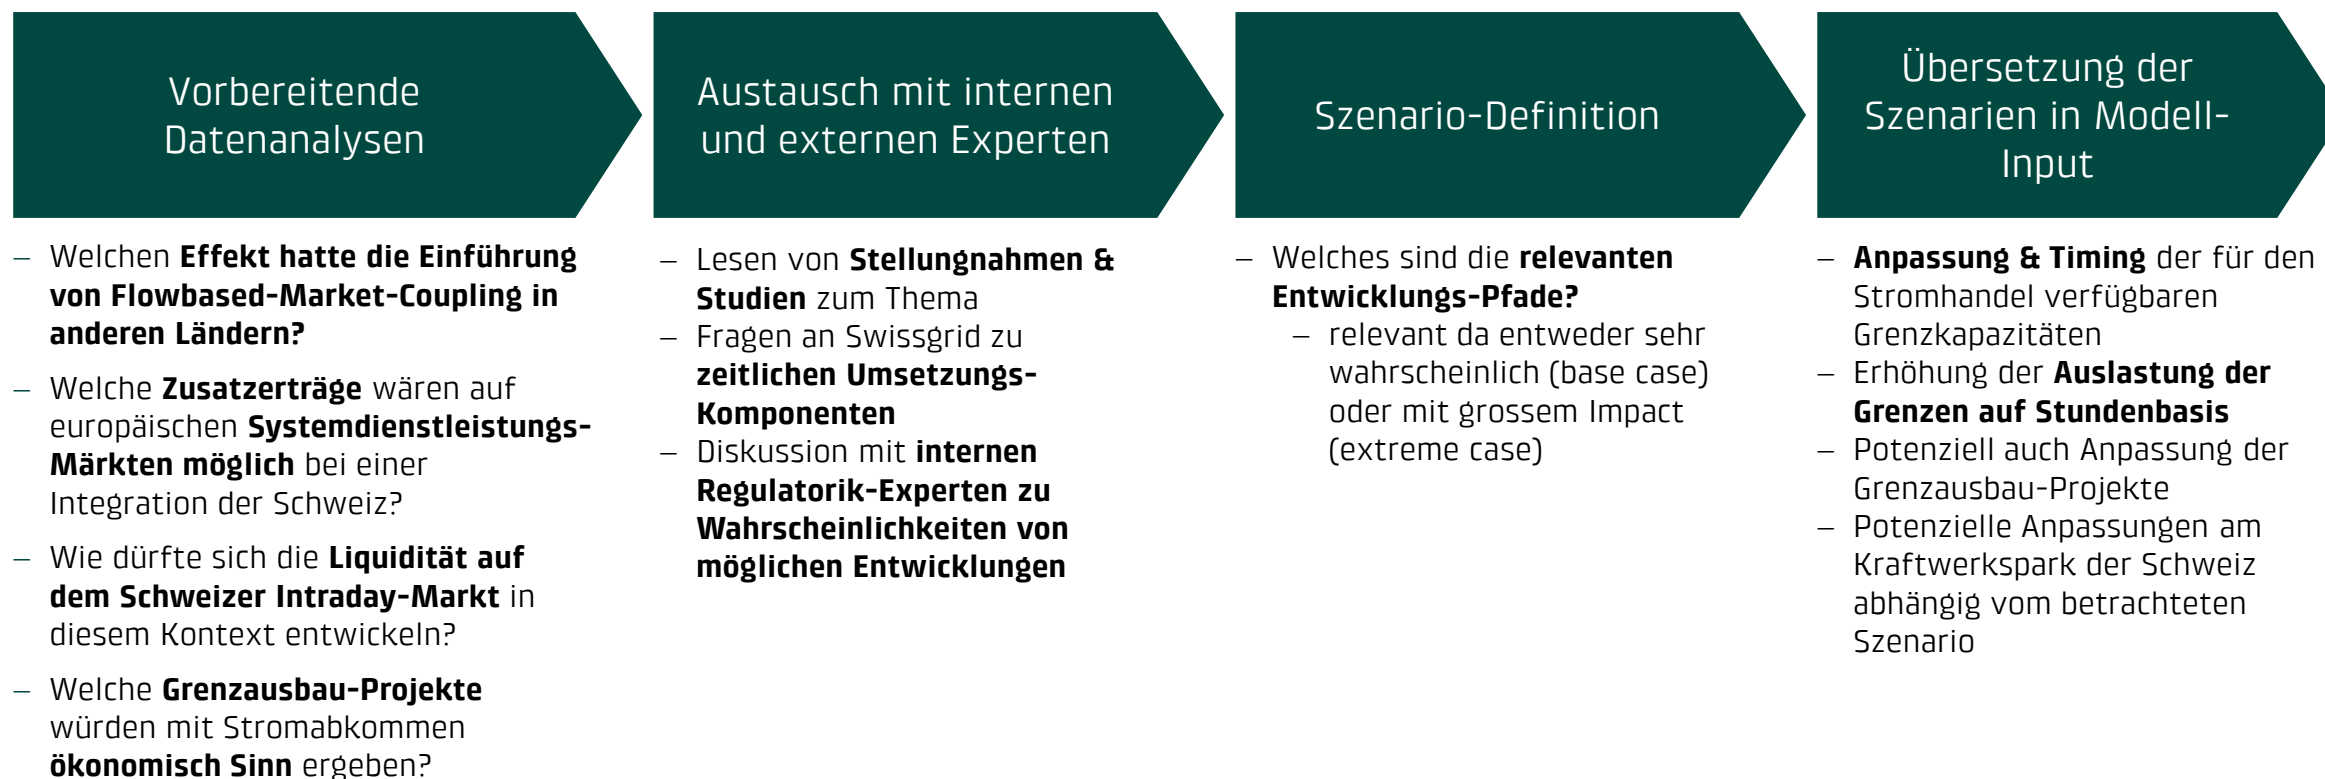 Vorbereitende
Datenanalysen
– Welchen Effekt hatte die Einführung
von Flowbased-Market-Coupling in
anderen Ländern?
– Welche Zusatzerträge wären auf
europäischen Systemdienstleistungs-
Märkten möglich bei einer
Integration der Schweiz?
– Wie dürfte sich die Liquidität auf
dem Schweizer Intraday-Markt in
diesem Kontext entwickeln?
– Welche Grenzausbau-Projekte
würden mit Stromabkommen
ökonomisch Sinn ergeben?
Austausch mit internen
und externen Experten
– Lesen von Stellungnahmen &
Studien zum Thema
– Fragen an Swissgrid zu
zeitlichen Umsetzungs-
Komponenten
– Diskussion mit internen
Regulatorik-Experten zu
Wahrscheinlichkeiten von
möglichen Entwicklungen
Szenario-Definition
– Welches sind die relevanten
Entwicklungs-Pfade?
– relevant da entweder sehr
wahrscheinlich (base case)
oder mit grossem Impact
(extreme case)
Übersetzung der
Szenarien in Modell-
Input
– Anpassung & Timing der für den
Stromhandel verfügbaren
Grenzkapazitäten
– Erhöhung der Auslastung der
Grenzen auf Stundenbasis
– Potenziell auch Anpassung der
Grenzausbau-Projekte
– Potenzielle Anpassungen am
Kraftwerkspark der Schweiz
abhängig vom betrachteten
Szenario